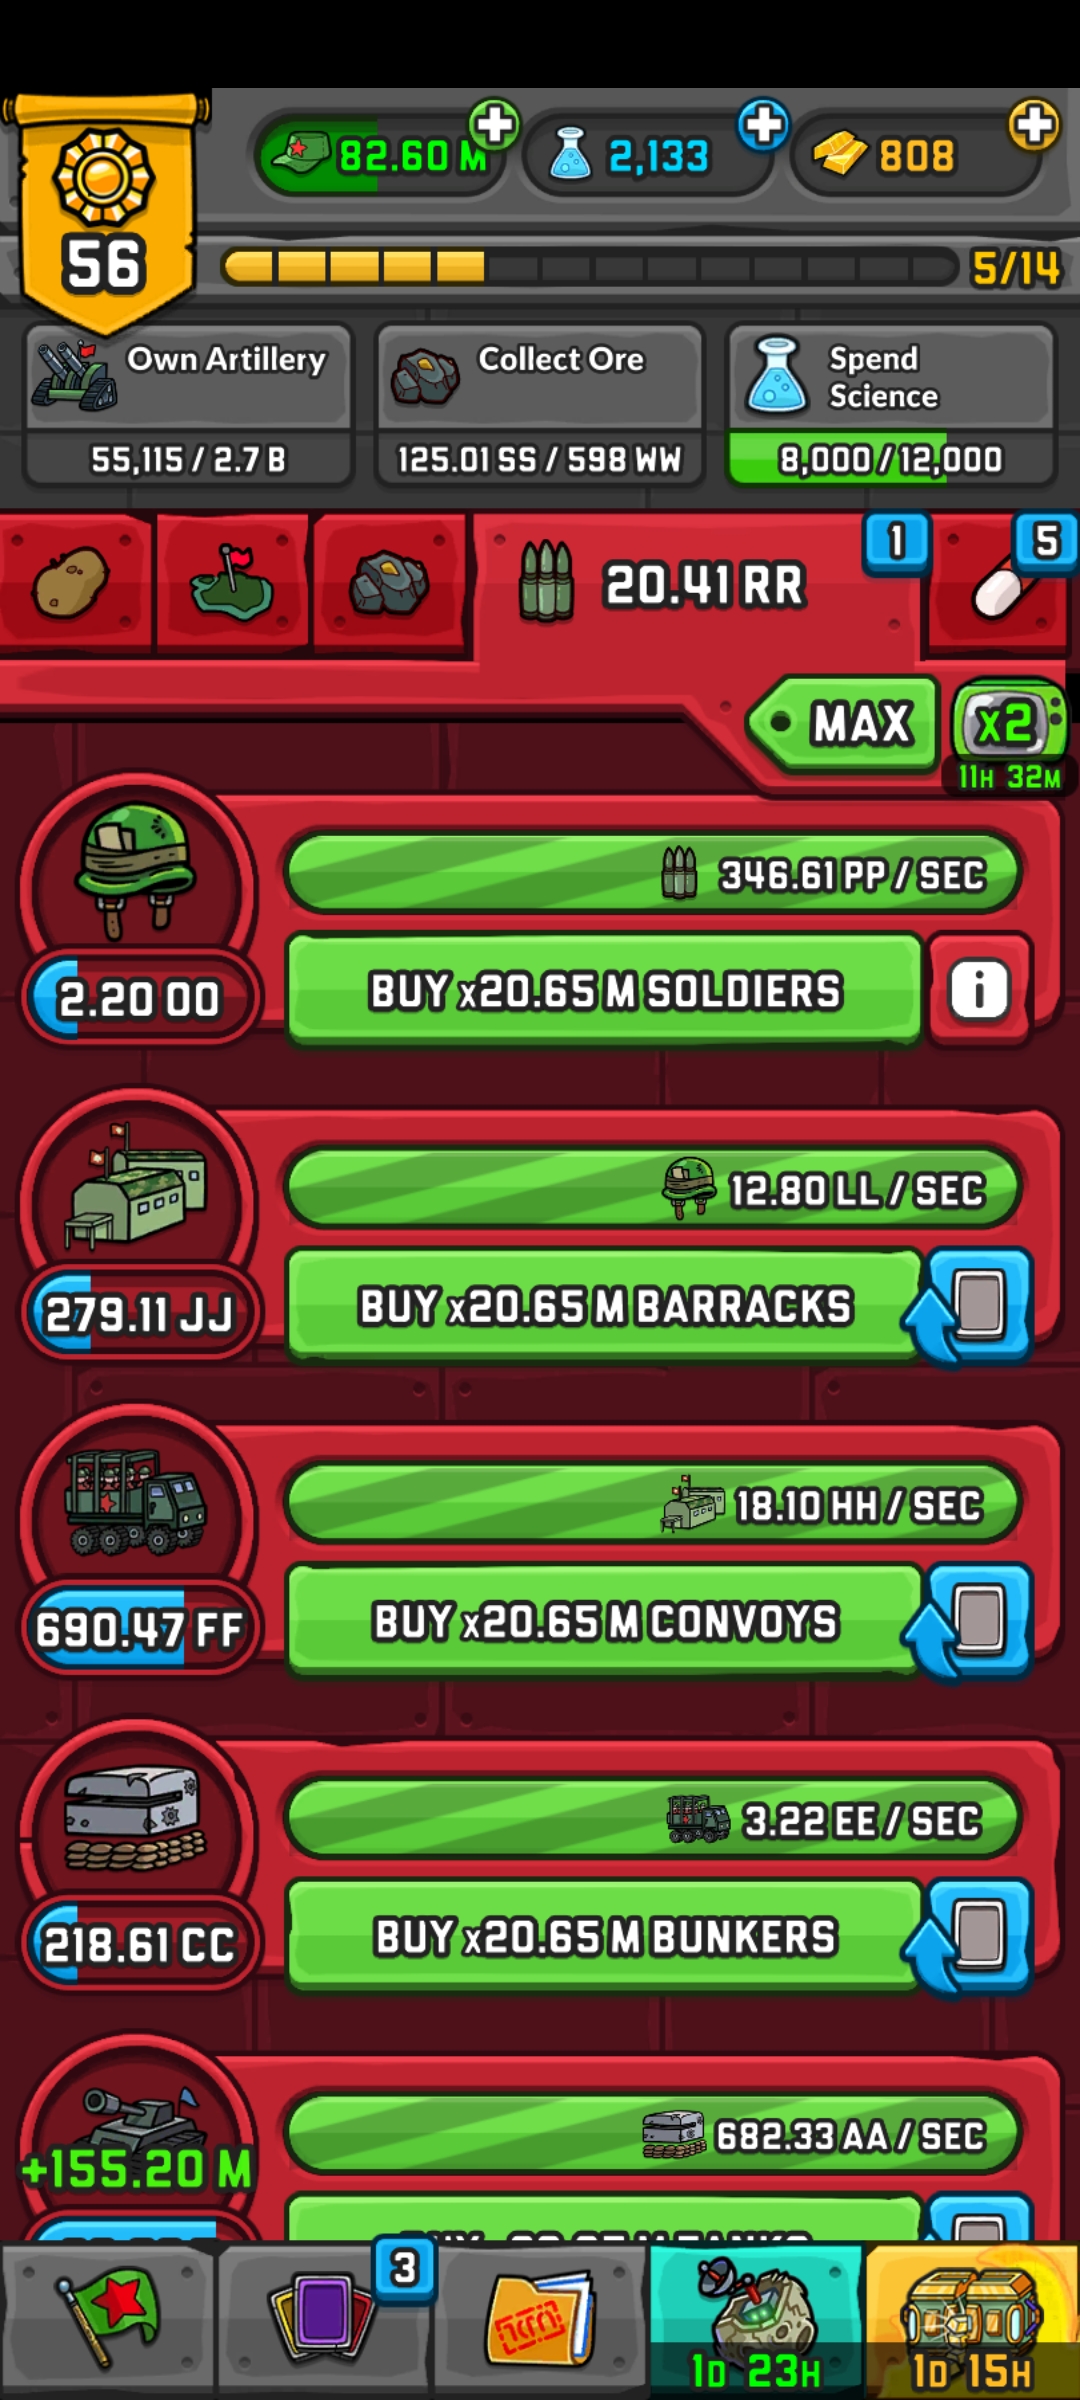 82.60 M
2,133
808
56
5/14
Own Artillery
55,115 / 2.7 B
Collect Ore
125.01 SS / 598 WW
Spend
Science
8,000 / 12,000
20.41 RR
1
5
MAX
x2
11H 32M
346.61 PP / SEC
2.20 OO
BUY x20.65 M SOLDIERS
i
12.80 LL / SEC
279.11 JJ
BUY x20.65 M BARRACKS
18.10 HH / SEC
690.47 FF
BUY x20.65 M CONVOYS
3.22 EE / SEC
218.61 CC
BUY x20.65 M BUNKERS
682.33 AA / SEC
+155.20 M
3
1D 23H
1D 15H